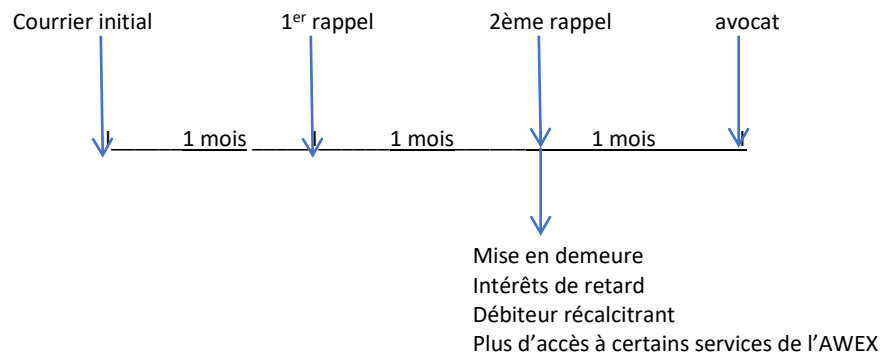 Courrier initial 1er rappel 2ème rappel avocat
1 mois 1 mois 1 mois
Mise en demeure
Intérêts de retard
Débiteur récalcitrant
Plus d’accès à certains services de l’AWEX